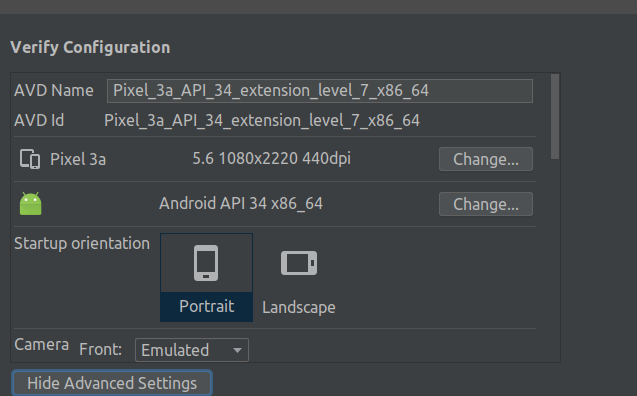 Verify Configuration
AVD Name Pixel_3a_API_34_extension_level_7_x86_64
AVD Id Pixel_3a_API_34_extension_level_7_x86_64
Pixel 3a 5.6 1080x2220 440dpi Change...
Android API 34 x86_64 Change...
Startup orientation
Portrait Landscape
Camera Front: Emulated
Hide Advanced Settings